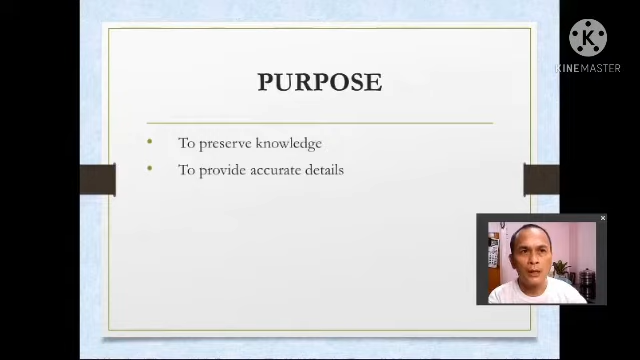 PURPOSE
• To preserve knowledge
• To provide accurate details
K
KINEMASTER